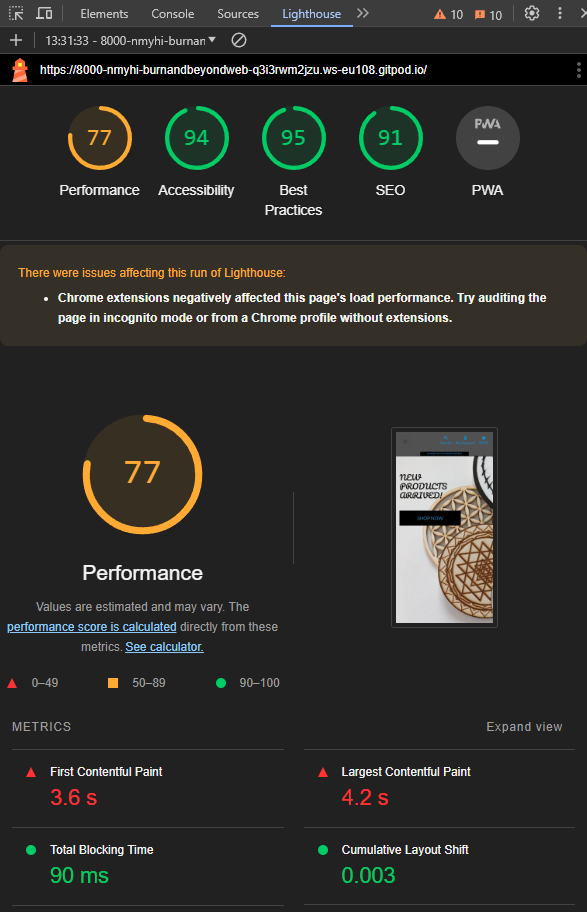 Elements Console Sources Lighthouse 10 10
13:31:33 - 8000-nmyhi-burnan
https://8000-nmyhi-burnandbeyondweb-q3i3rwm2jzu.ws-eu108.gitpod.io/
77 94 95 91 PWA
Performance Accessibility Best Practices SEO PWA
There were issues affecting this run of Lighthouse:
• Chrome extensions negatively affected this page's load performance. Try auditing the
page in incognito mode or from a Chrome profile without extensions.
77
NEW
PRODUCTS
ARRIVED!
SHOP NOW
Performance
Values are estimated and may vary. The
performance score is calculated directly from these
metrics. See calculator.
0–49 50–89 90–100
METRICS Expand view
First Contentful Paint
3.6 s
Largest Contentful Paint
4.2 s
Total Blocking Time
90 ms
Cumulative Layout Shift
0.003